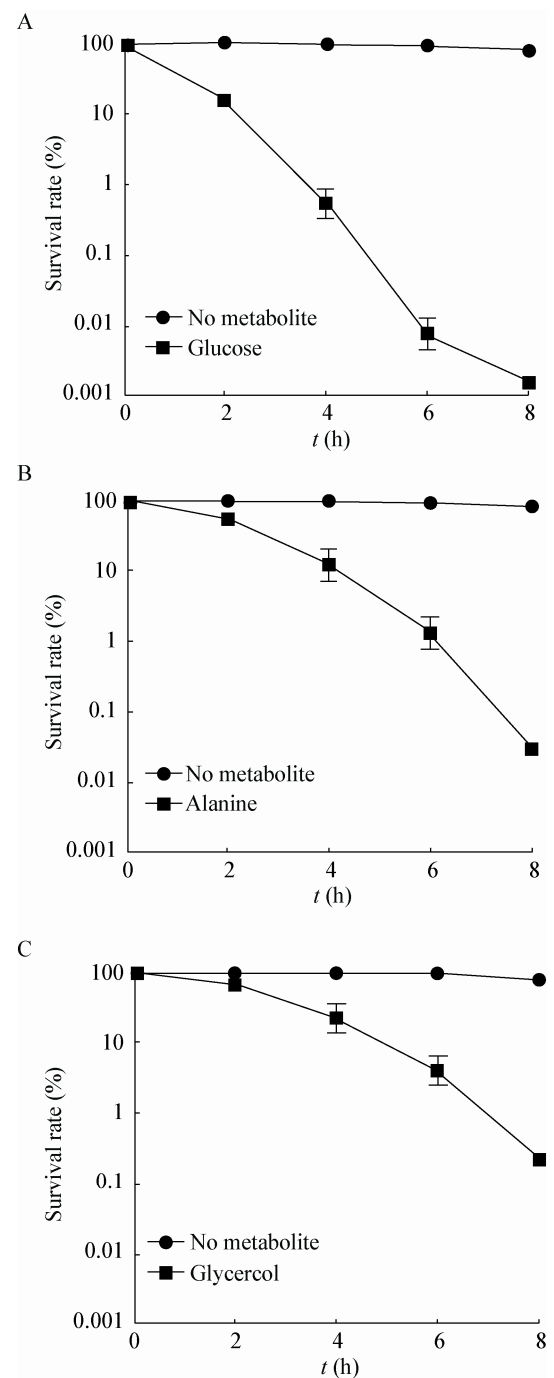 A
Survival rate (%)
100
10
1
0.1
0.01
0.001
No metabolite
Glucose
0 2 4 6 8
t (h)
B
Survival rate (%)
100
10
1
0.1
0.01
0.001
No metabolite
Alanine
0 2 4 6 8
t (h)
C
Survival rate (%)
100
10
1
0.1
0.01
0.001
No metabolite
Glycercol
0 2 4 6 8
t (h)